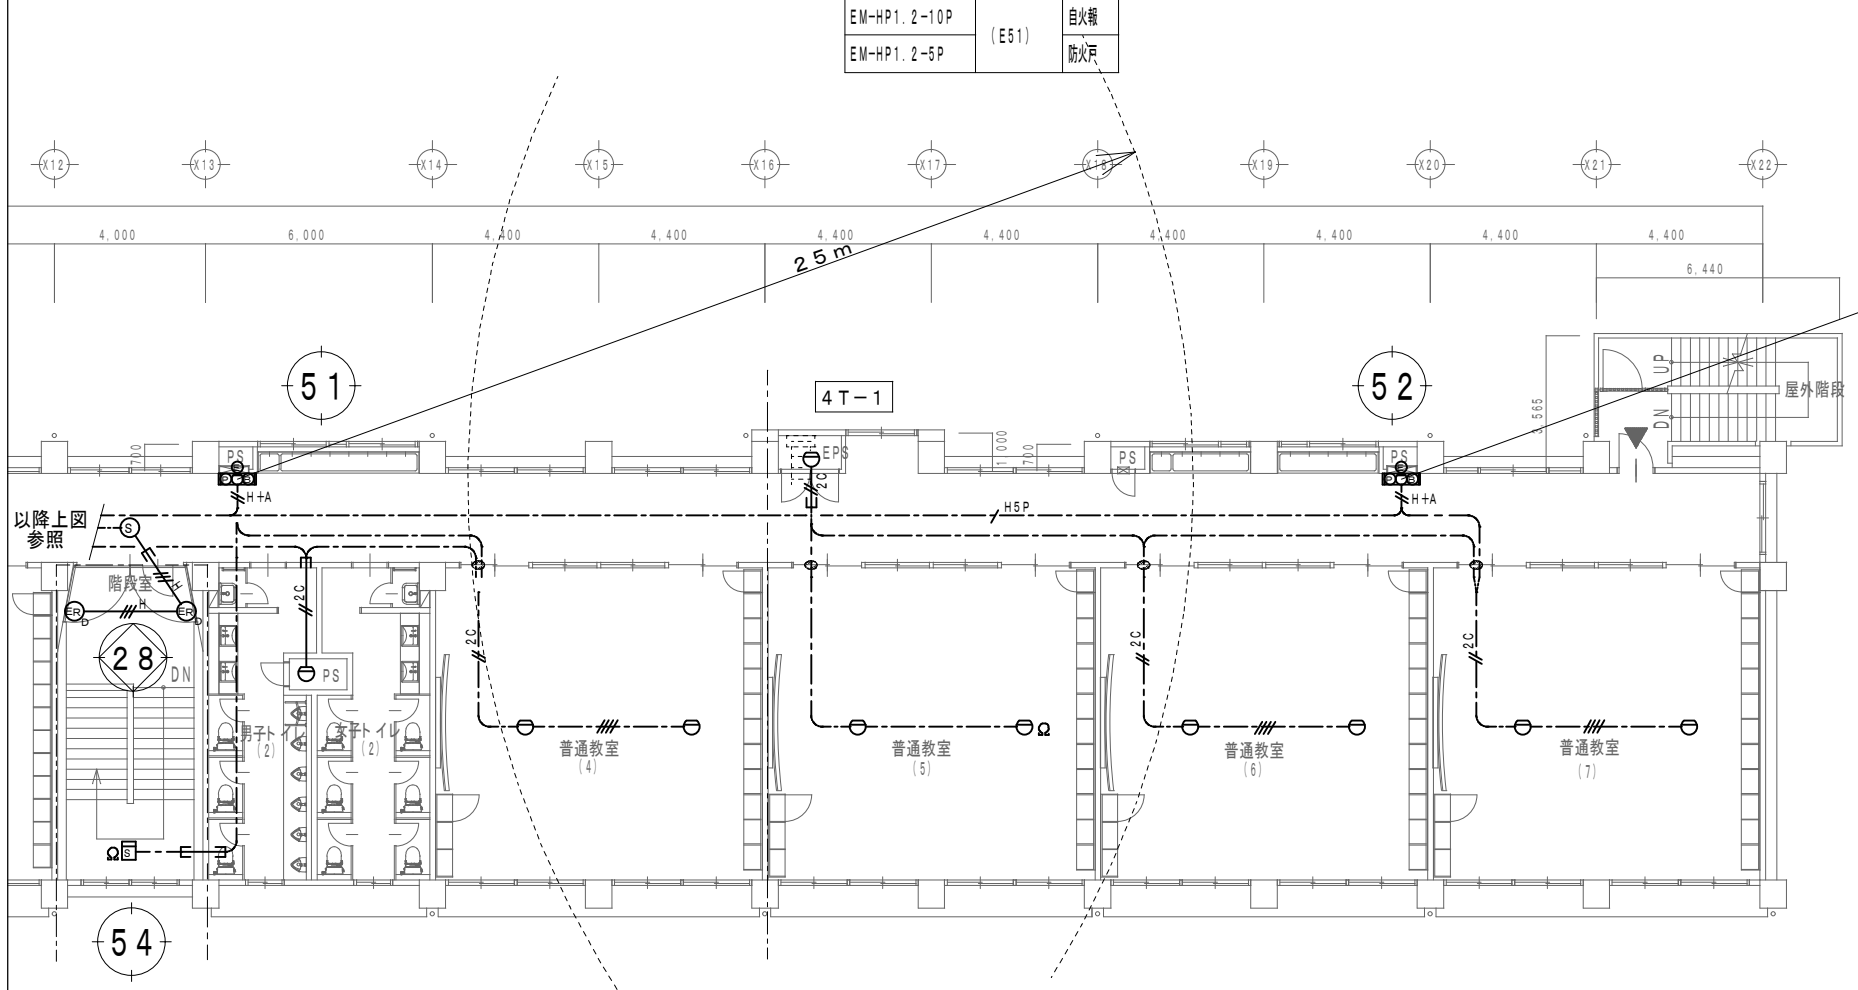 EM-HP1.2-10P
(E51)
自火報
EM-HP1.2-5P
防火戸
X12
X13
X14
X15
X16
X17
X18
X19
X20
X21
X22
4,000
6,000
4,400
4,400
4,400
4,400
4,400
4,400
4,400
4,400
6,440
25m
51
4T-1
52
UP
DN
屋外階段
3,565
700
PS
1,000
EPS
700
PS
PS
2C
H+A
H5P
H+A
以降上図
参照
S
階段室
H
H
ER
D
ER
D
2C
28
DN
PS
2C
2C
2C
男子トイレ
(2)
女子トイレ
(2)
普通教室
(4)
普通教室
(5)
Ω
普通教室
(6)
普通教室
(7)
Ω
S
54